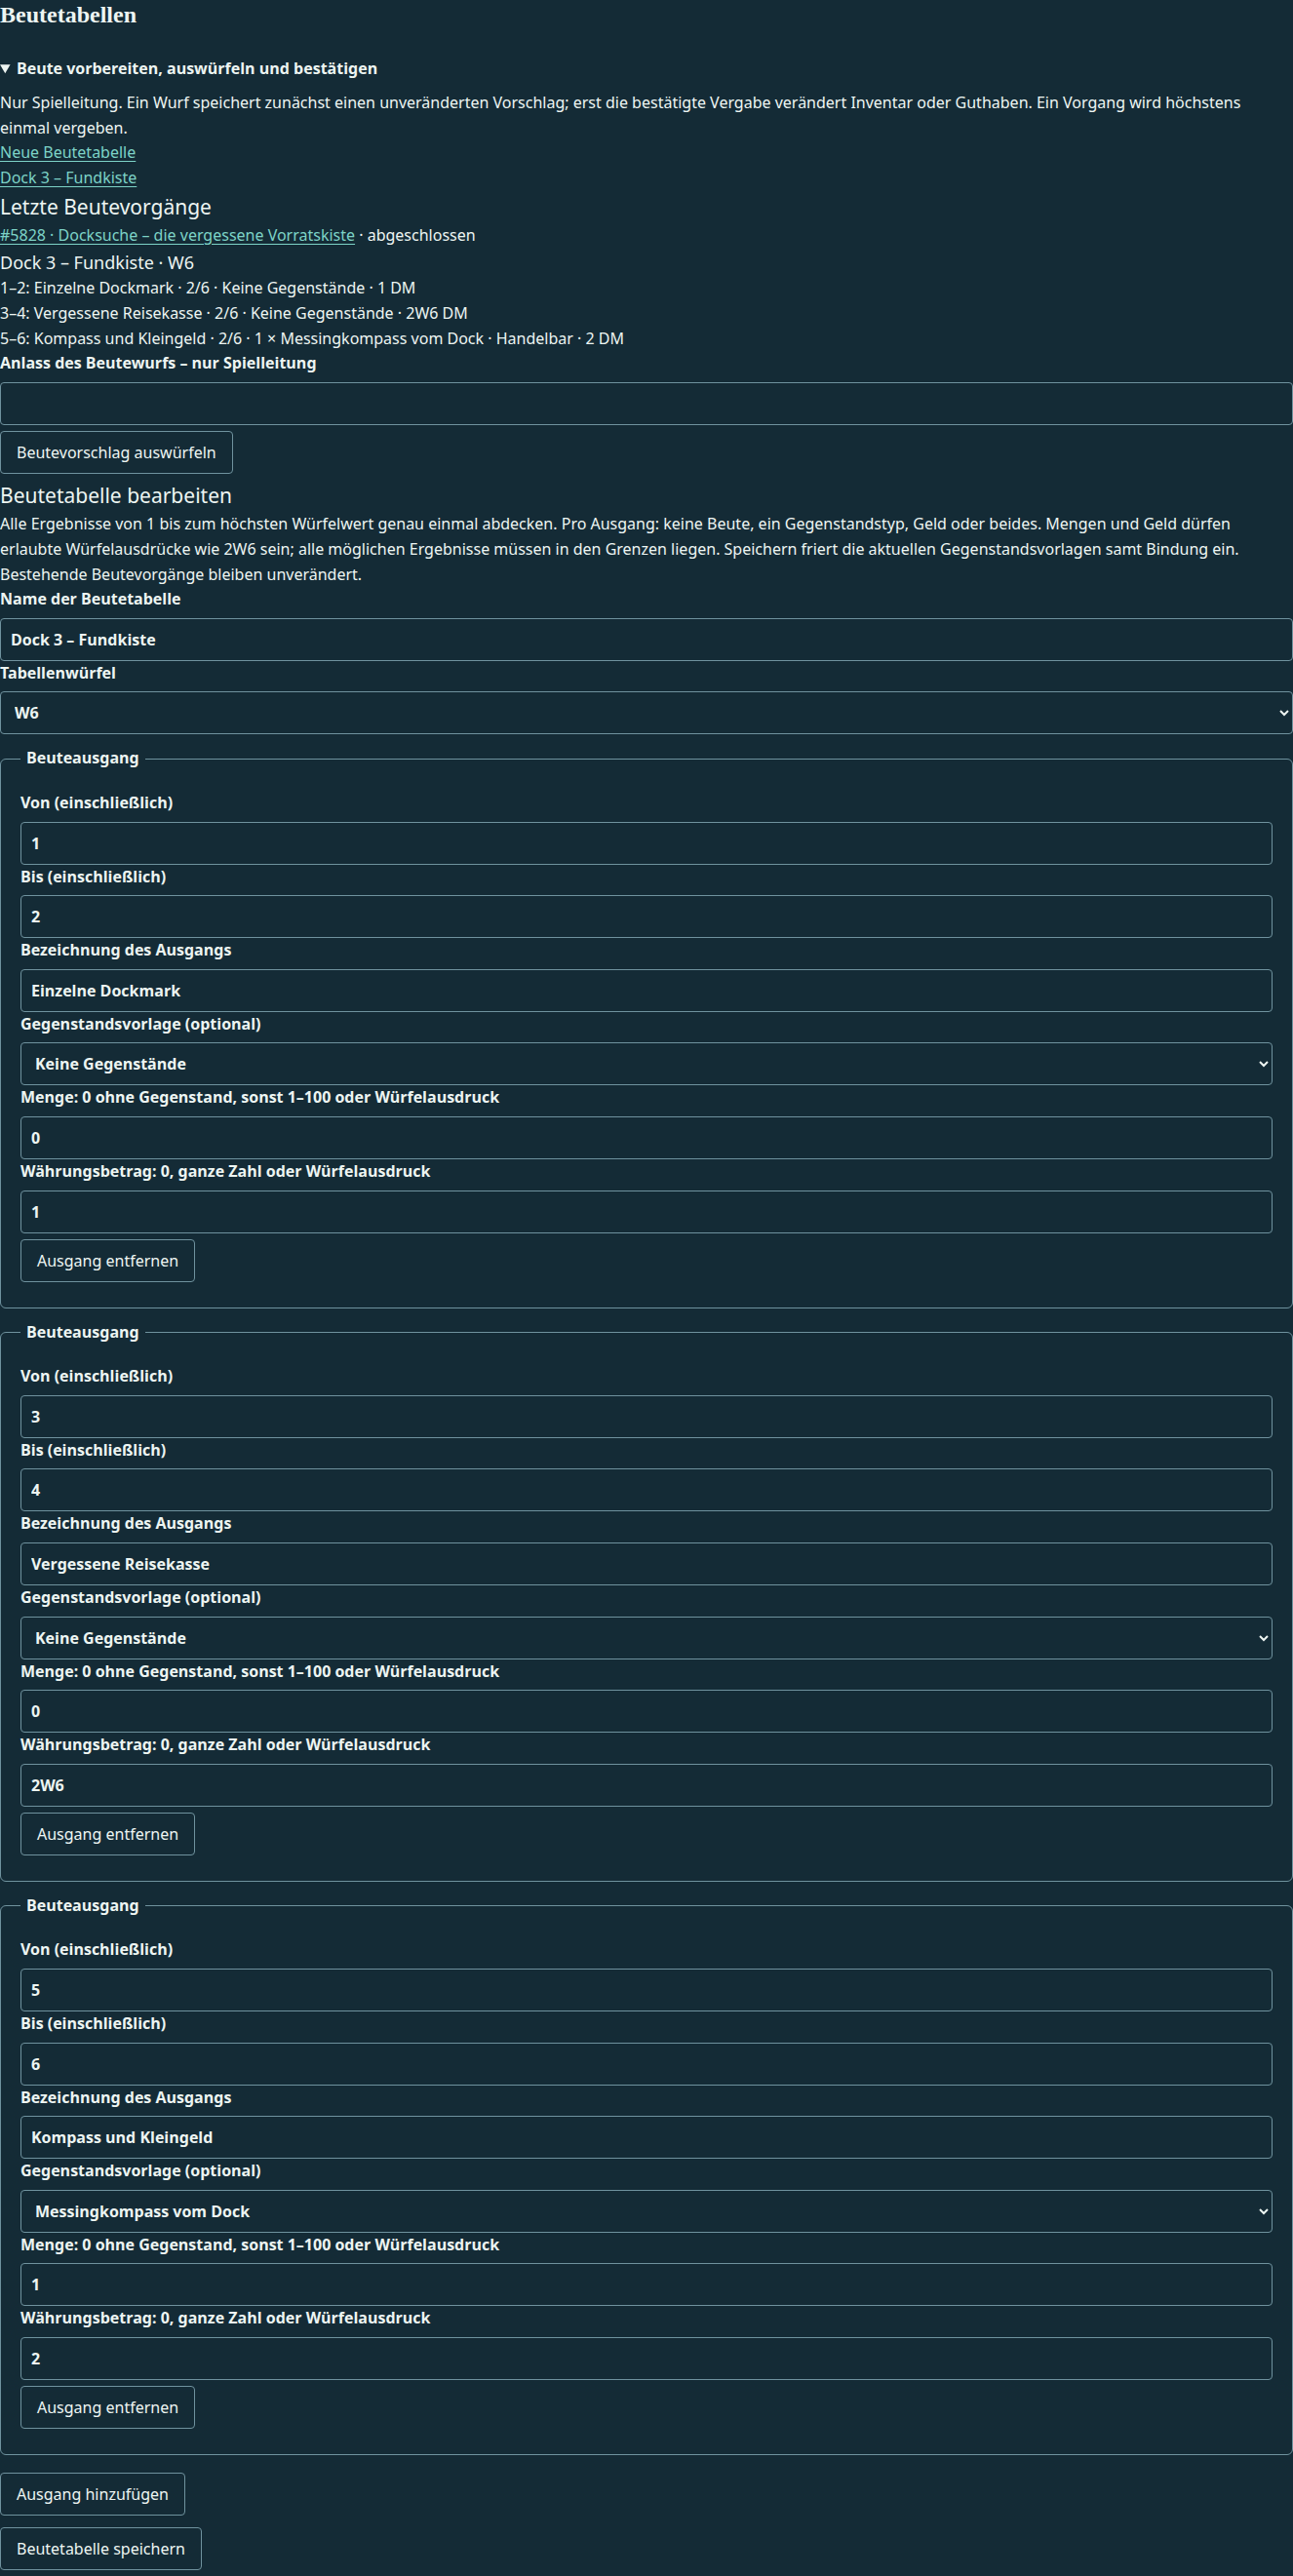 Beutetabellen
▼ Beute vorbereiten, auswürfeln und bestätigen
Nur Spielleitung. Ein Wurf speichert zunächst einen unveränderten Vorschlag; erst die bestätigte Vergabe verändert Inventar oder Guthaben. Ein Vorgang wird höchstens
einmal vergeben.
Neue Beutetabelle
Dock 3 – Fundkiste
Letzte Beutevorgänge
#5828 · Docksuche – die vergessene Vorratskiste · abgeschlossen
Dock 3 – Fundkiste · W6
1–2: Einzelne Dockmark · 2/6 · Keine Gegenstände · 1 DM
3–4: Vergessene Reisekasse · 2/6 · Keine Gegenstände · 2W6 DM
5–6: Kompass und Kleingeld · 2/6 · 1 × Messingkompass vom Dock · Handelbar · 2 DM
Anlass des Beutewurfs – nur Spielleitung
Beutevorschlag auswürfeln
Beutetabelle bearbeiten
Alle Ergebnisse von 1 bis zum höchsten Würfelwert genau einmal abdecken. Pro Ausgang: keine Beute, ein Gegenstandstyp, Geld oder beides. Mengen und Geld dürfen
erlaubte Würfelausdrücke wie 2W6 sein; alle möglichen Ergebnisse müssen in den Grenzen liegen. Speichern friert die aktuellen Gegenstandsvorlagen samt Bindung ein.
Bestehende Beutevorgänge bleiben unverändert.
Name der Beutetabelle
Dock 3 – Fundkiste
Tabellenwürfel
W6
Beuteausgang
Von (einschließlich)
1
Bis (einschließlich)
2
Bezeichnung des Ausgangs
Einzelne Dockmark
Gegenstandsvorlage (optional)
Keine Gegenstände
Menge: 0 ohne Gegenstand, sonst 1–100 oder Würfelausdruck
0
Währungsbetrag: 0, ganze Zahl oder Würfelausdruck
1
Ausgang entfernen
Beuteausgang
Von (einschließlich)
3
Bis (einschließlich)
4
Bezeichnung des Ausgangs
Vergessene Reisekasse
Gegenstandsvorlage (optional)
Keine Gegenstände
Menge: 0 ohne Gegenstand, sonst 1–100 oder Würfelausdruck
0
Währungsbetrag: 0, ganze Zahl oder Würfelausdruck
2W6
Ausgang entfernen
Beuteausgang
Von (einschließlich)
5
Bis (einschließlich)
6
Bezeichnung des Ausgangs
Kompass und Kleingeld
Gegenstandsvorlage (optional)
Messingkompass vom Dock
Menge: 0 ohne Gegenstand, sonst 1–100 oder Würfelausdruck
1
Währungsbetrag: 0, ganze Zahl oder Würfelausdruck
2
Ausgang entfernen
Ausgang hinzufügen
Beutetabelle speichern